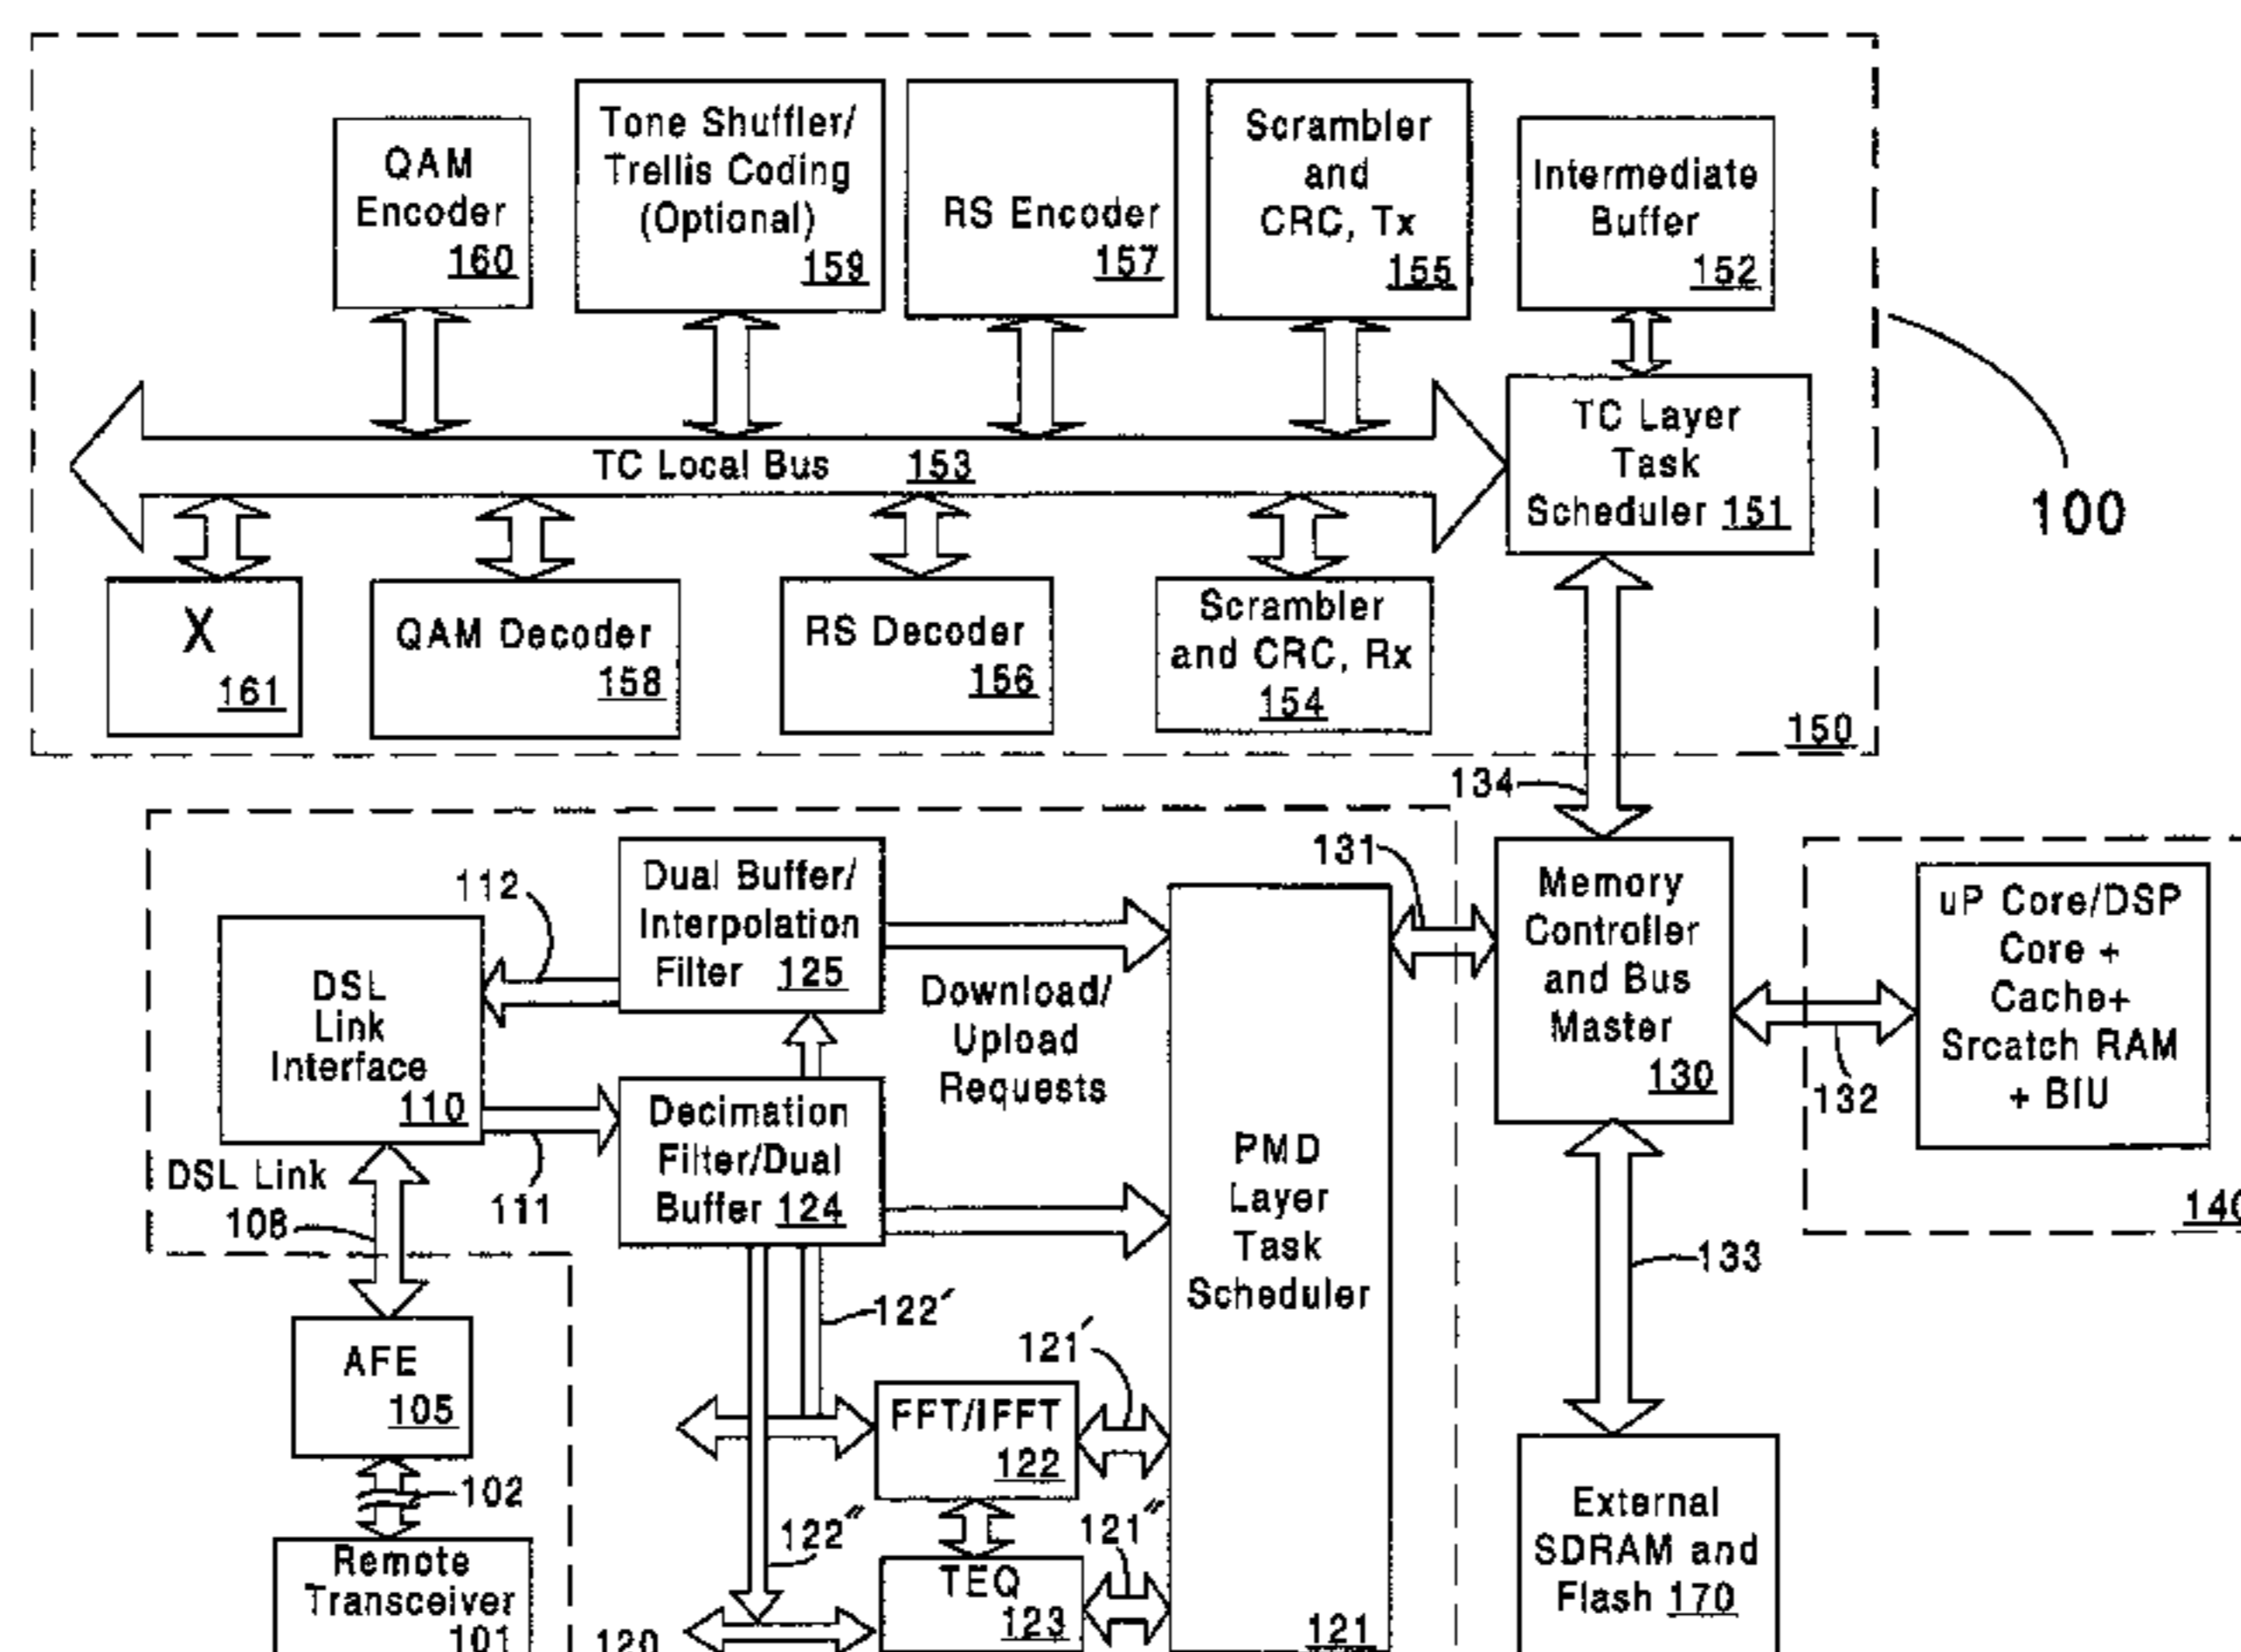 QAM
Encoder
160
Tone Shuffler/
Trellis Coding
(Optional)
159
RS Encoder
157
Scrambler
and
CRC, Tx
155
Intermediate
Buffer
152
TC Local Bus 153
TC Layer
Task
Scheduler 151
100
X
161
QAM Decoder
158
RS Decoder
156
Scrambler
and CRC, Rx
154
150
134
112
Dual Buffer/
Interpolation
Filter 125
131
Memory
Controller
and Bus
Master
130
uP Core/DSP
Core +
Cache+
Srcatch RAM
+ BIU
132
140
DSL
Link
Interface
110
Download/
Upload
Requests
Decimation
Filter/Dual
Buffer 124
111
DSL Link
108
PMD
Layer
Task
Scheduler
121
133
AFE
105
122′
121′
FFT/IFFT
122
102
122″
121″
TEQ
123
Remote
Transceiver
101
120
External
SDRAM and
Flash 170